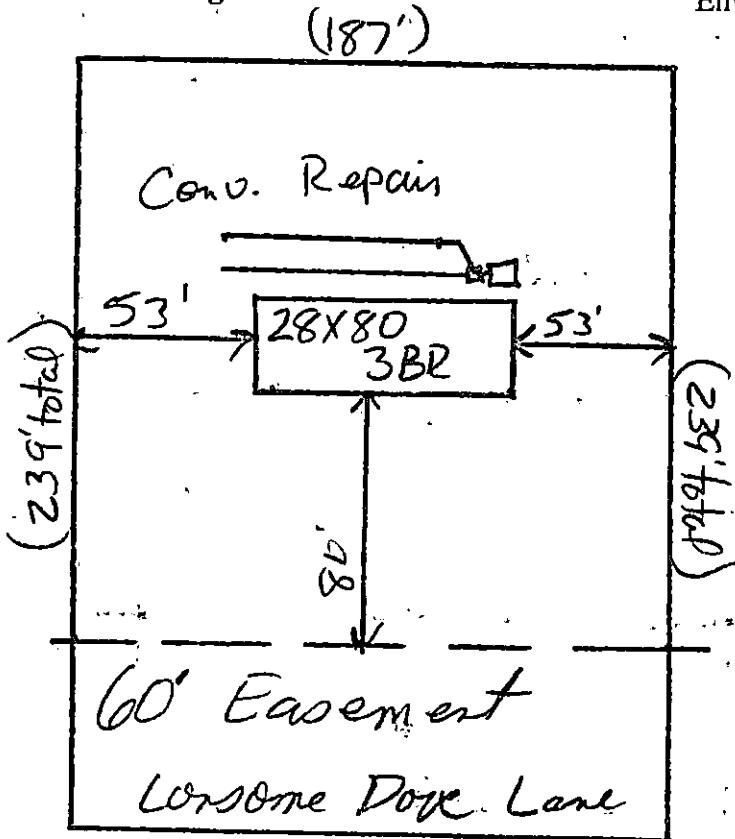 (187')
Conv. Repair
53'
28X80
53'
3BR
(239' total)
(239' total)
80'
60' Easement
Lonsome Dove Lane